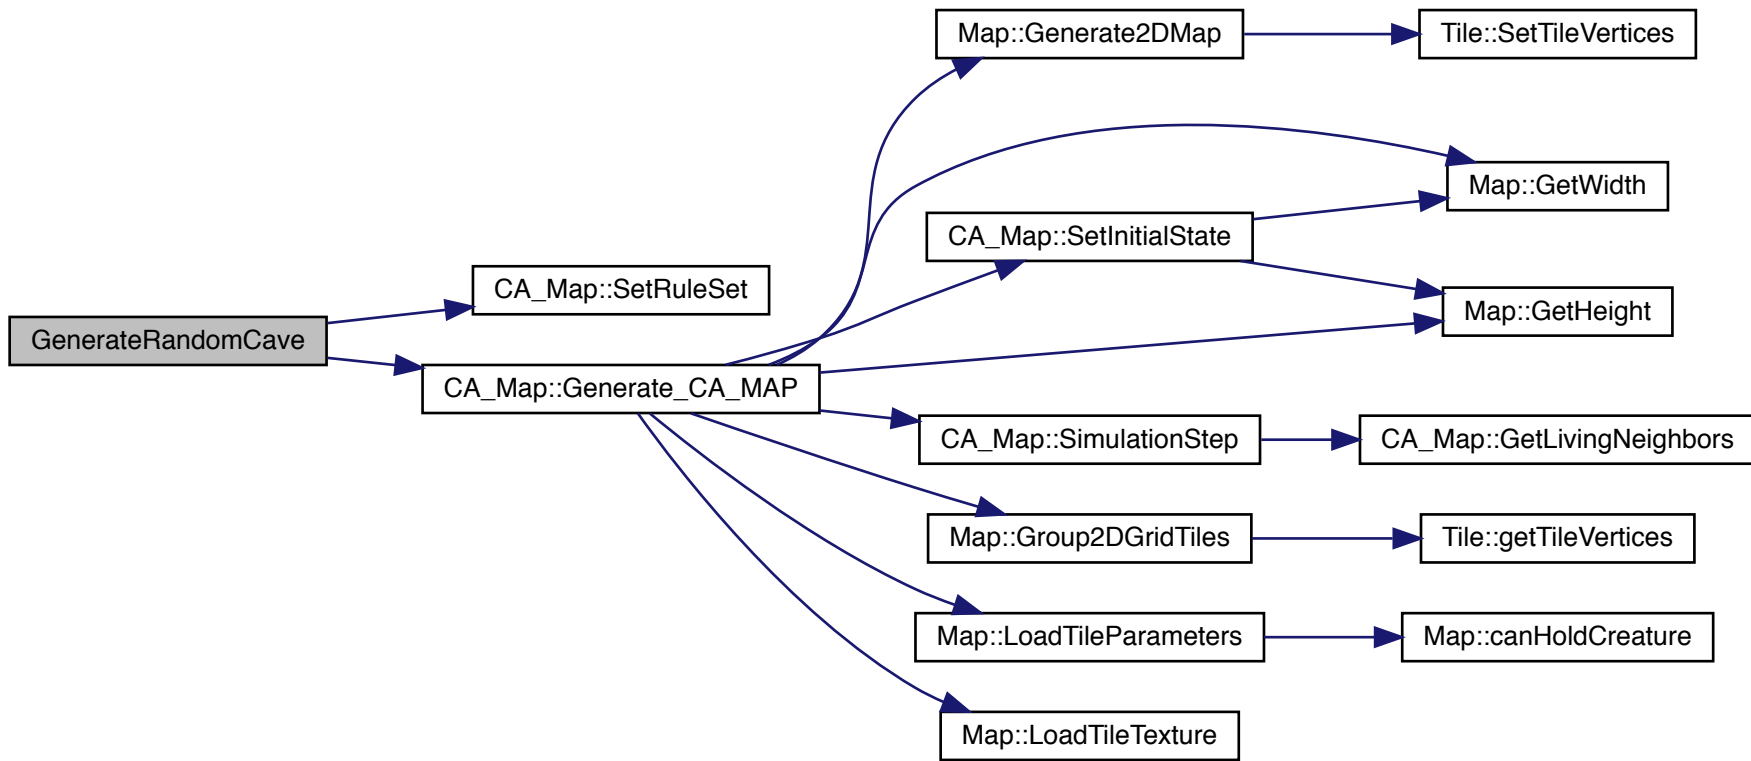 Map::Generate2DMap
Tile::SetTileVertices
Map::GetWidth
CA_Map::SetInitialState
CA_Map::SetRuleSet
Map::GetHeight
GenerateRandomCave
CA_Map::Generate_CA_MAP
CA_Map::SimulationStep
CA_Map::GetLivingNeighbors
Map::Group2DGridTiles
Tile::getTileVertices
Map::LoadTileParameters
Map::canHoldCreature
Map::LoadTileTexture